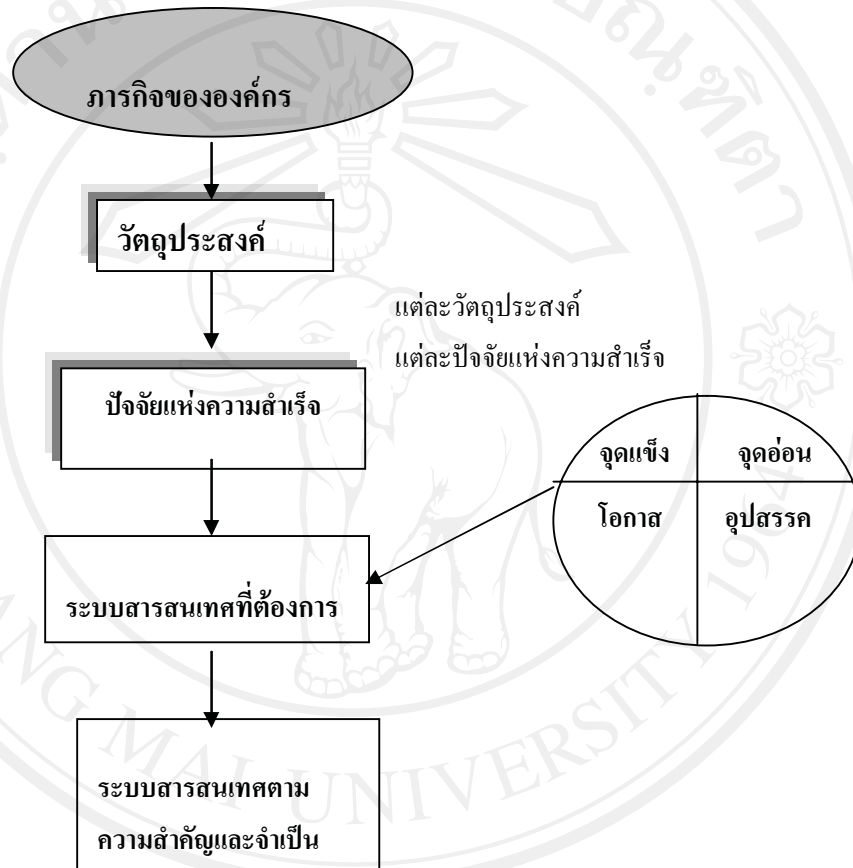 ภารกิจขององค์กร
วัตถุประสงค์
แต่ละวัตถุประสงค์
แต่ละปัจจัยแห่งความสำเร็จ
ปัจจัยแห่งความสำเร็จ
จุดแข็ง
จุดอ่อน
โอกาส
อุปสรรค
ระบบสารสนเทศที่ต้องการ
ระบบสารสนเทศตาม
ความสำคัญและจำเป็น
ANG MAI UNIVERSITY 1964